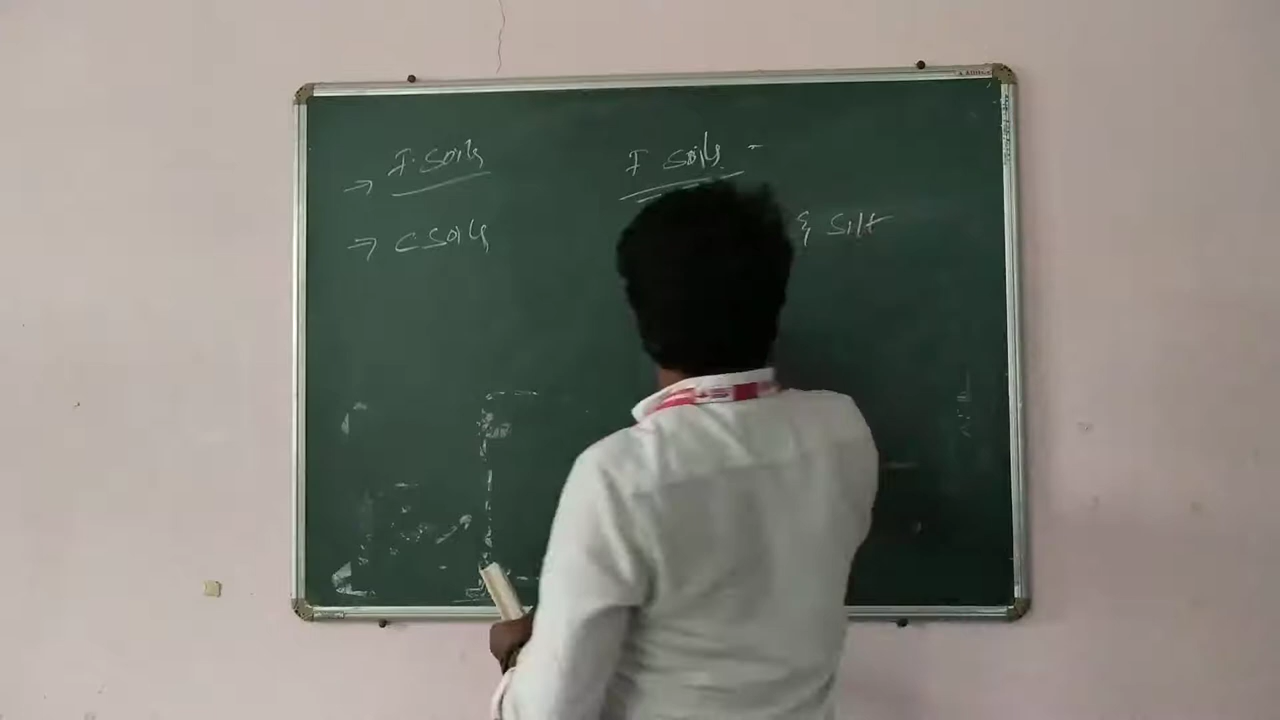 → F. Soils
→ C. Soils
F Soils -
& Silt